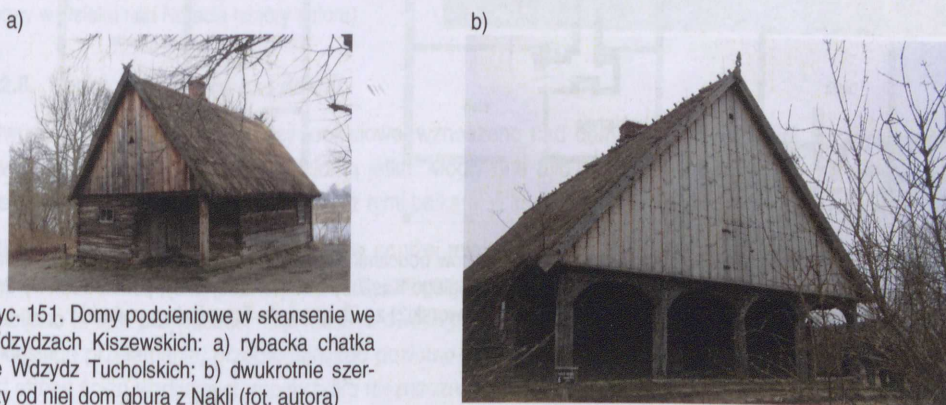 a)
b)
yc. 151. Domy podcieniowe w skansenie we
dzydzach Kiszewskich: a) rybacka chatka
e Wdzydz Tucholskich; b) dwukrotnie szer-
zy od niej dom gbura z Nakli (fot. autora)